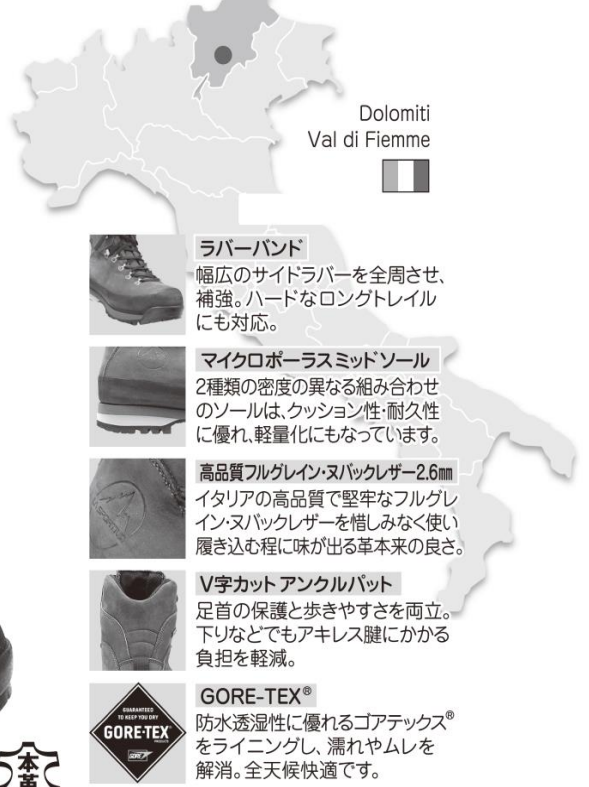 Dolomiti
Val di Fiemme
ラバーバンド
幅広のサイドラバーを全周させ、
補強。ハードなロングトレイル
にも対応。
マイクロポーラスミッドソール
2種類の密度の異なる組み合わせ
のソールは、クッション性・耐久性
に優れ、軽量化にもなっています。
高品質フルグレイン・ヌバックレザー2.6㎜
イタリアの高品質で堅牢なフルグレ
イン・ヌバックレザーを惜しみなく使い
履き込む程に味が出る革本来の良さ。
V字カット アンクルパット
足首の保護と歩きやすさを両立。
下りなどでもアキレス腱にかかる
負担を軽減。
GORE-TEX®
防水透湿性に優れるゴアテックス®
をライニングし、濡れやムレを
解消。全天候快適です。
GUARANTEED
TO KEEP YOU DRY
GORE-TEX
PRODUCTS
GORE
本革